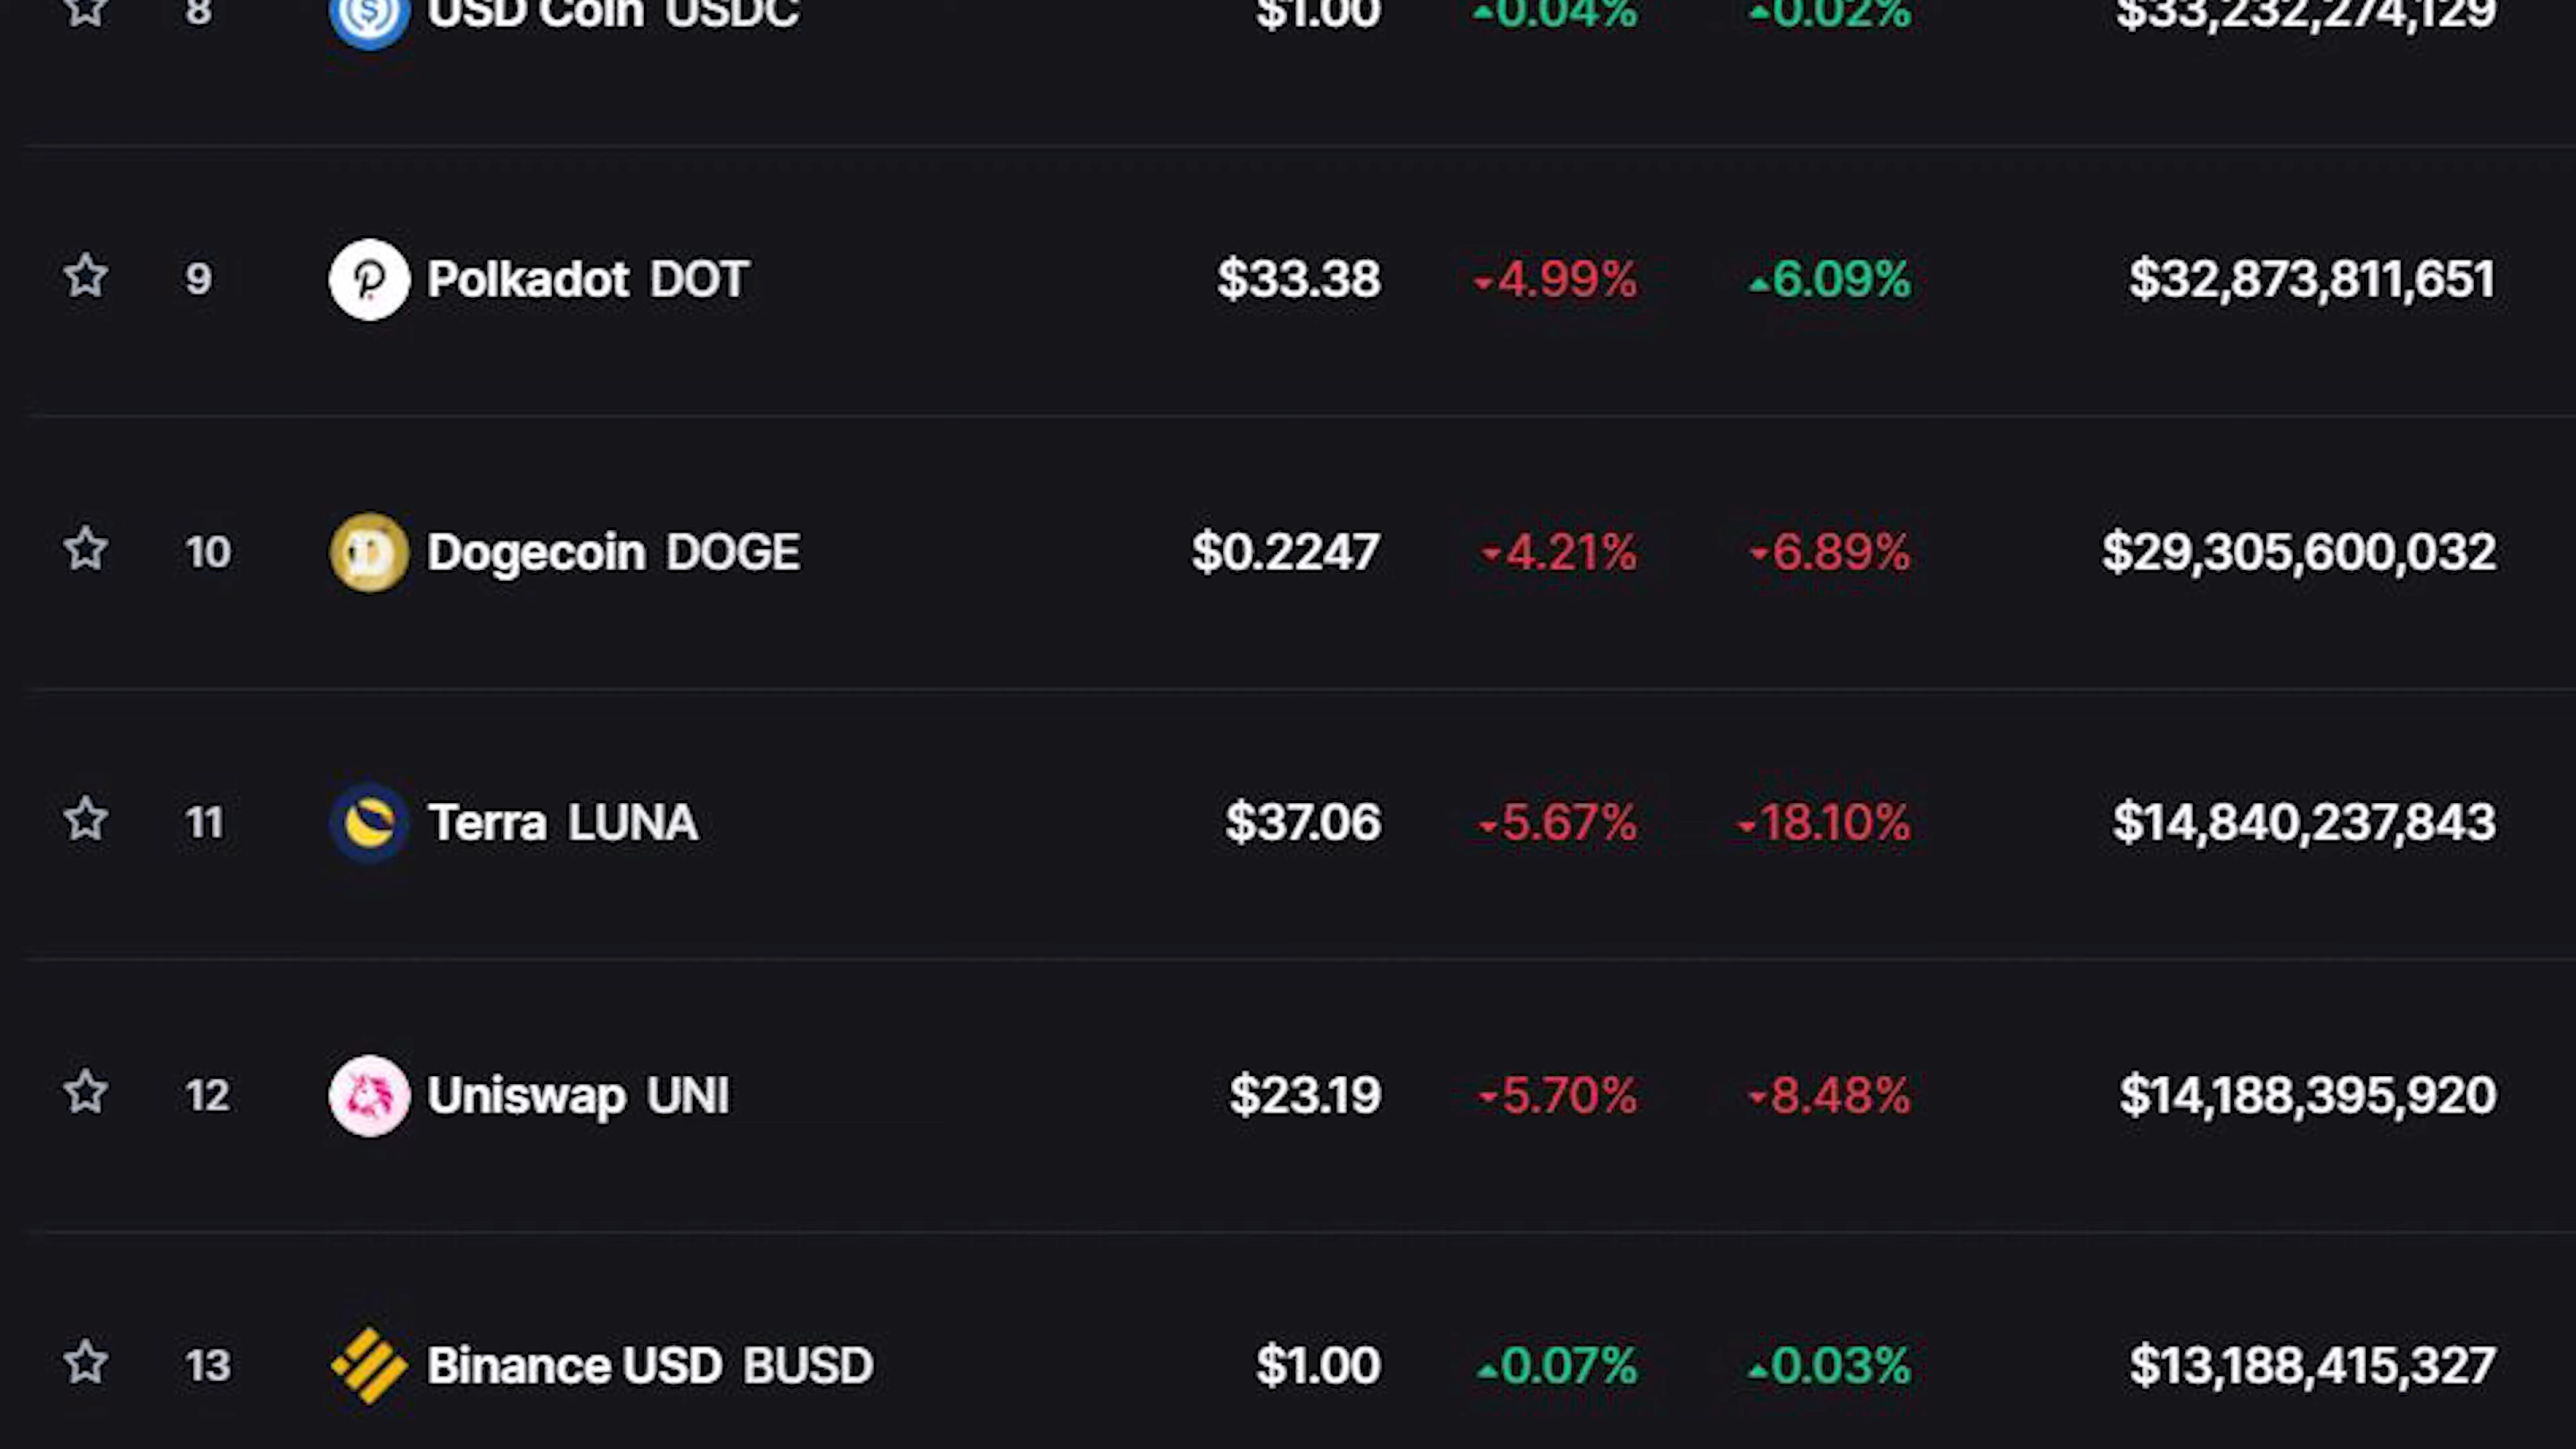 8 USD Coin USDC $1.00 0.04% 0.02% $33,232,274,129
9 Polkadot DOT $33.38 4.99% 6.09% $32,873,811,651
10 Dogecoin DOGE $0.2247 4.21% 6.89% $29,305,600,032
11 Terra LUNA $37.06 5.67% 18.10% $14,840,237,843
12 Uniswap UNI $23.19 5.70% 8.48% $14,188,395,920
13 Binance USD BUSD $1.00 0.07% 0.03% $13,188,415,327